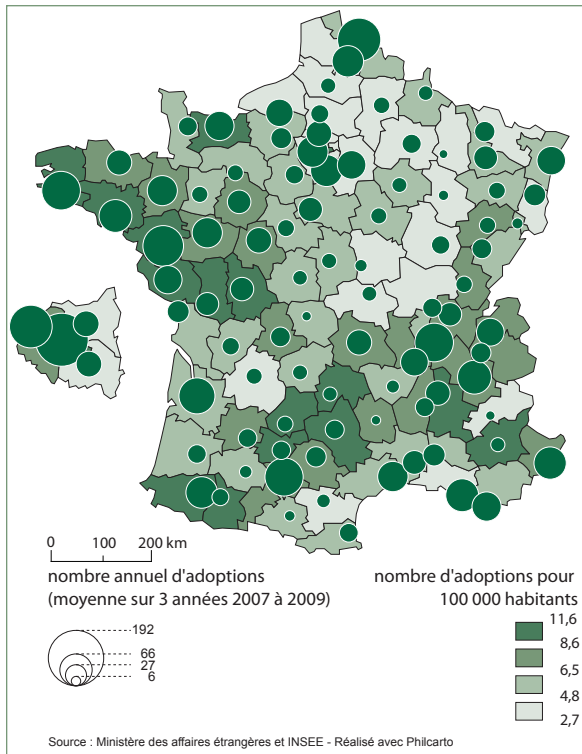 0 100 200 km
nombre annuel d'adoptions
(moyenne sur 3 années 2007 à 2009)
192
66
27
6
nombre d'adoptions pour
100 000 habitants
11,6
8,6
6,5
4,8
2,7
Source : Ministère des affaires étrangères et INSEE - Réalisé avec Philcarto